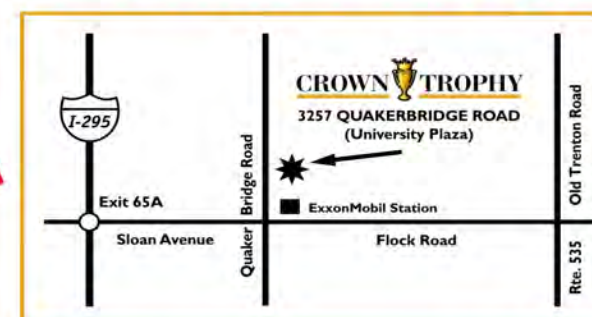 CROWN TROPHY
3257 QUAKERBRIDGE ROAD
(University Plaza)
I-295
Exit 65A
Sloan Avenue
Quaker Bridge Road
ExxonMobil Station
Flock Road
Old Trenton Road
Rte. 535